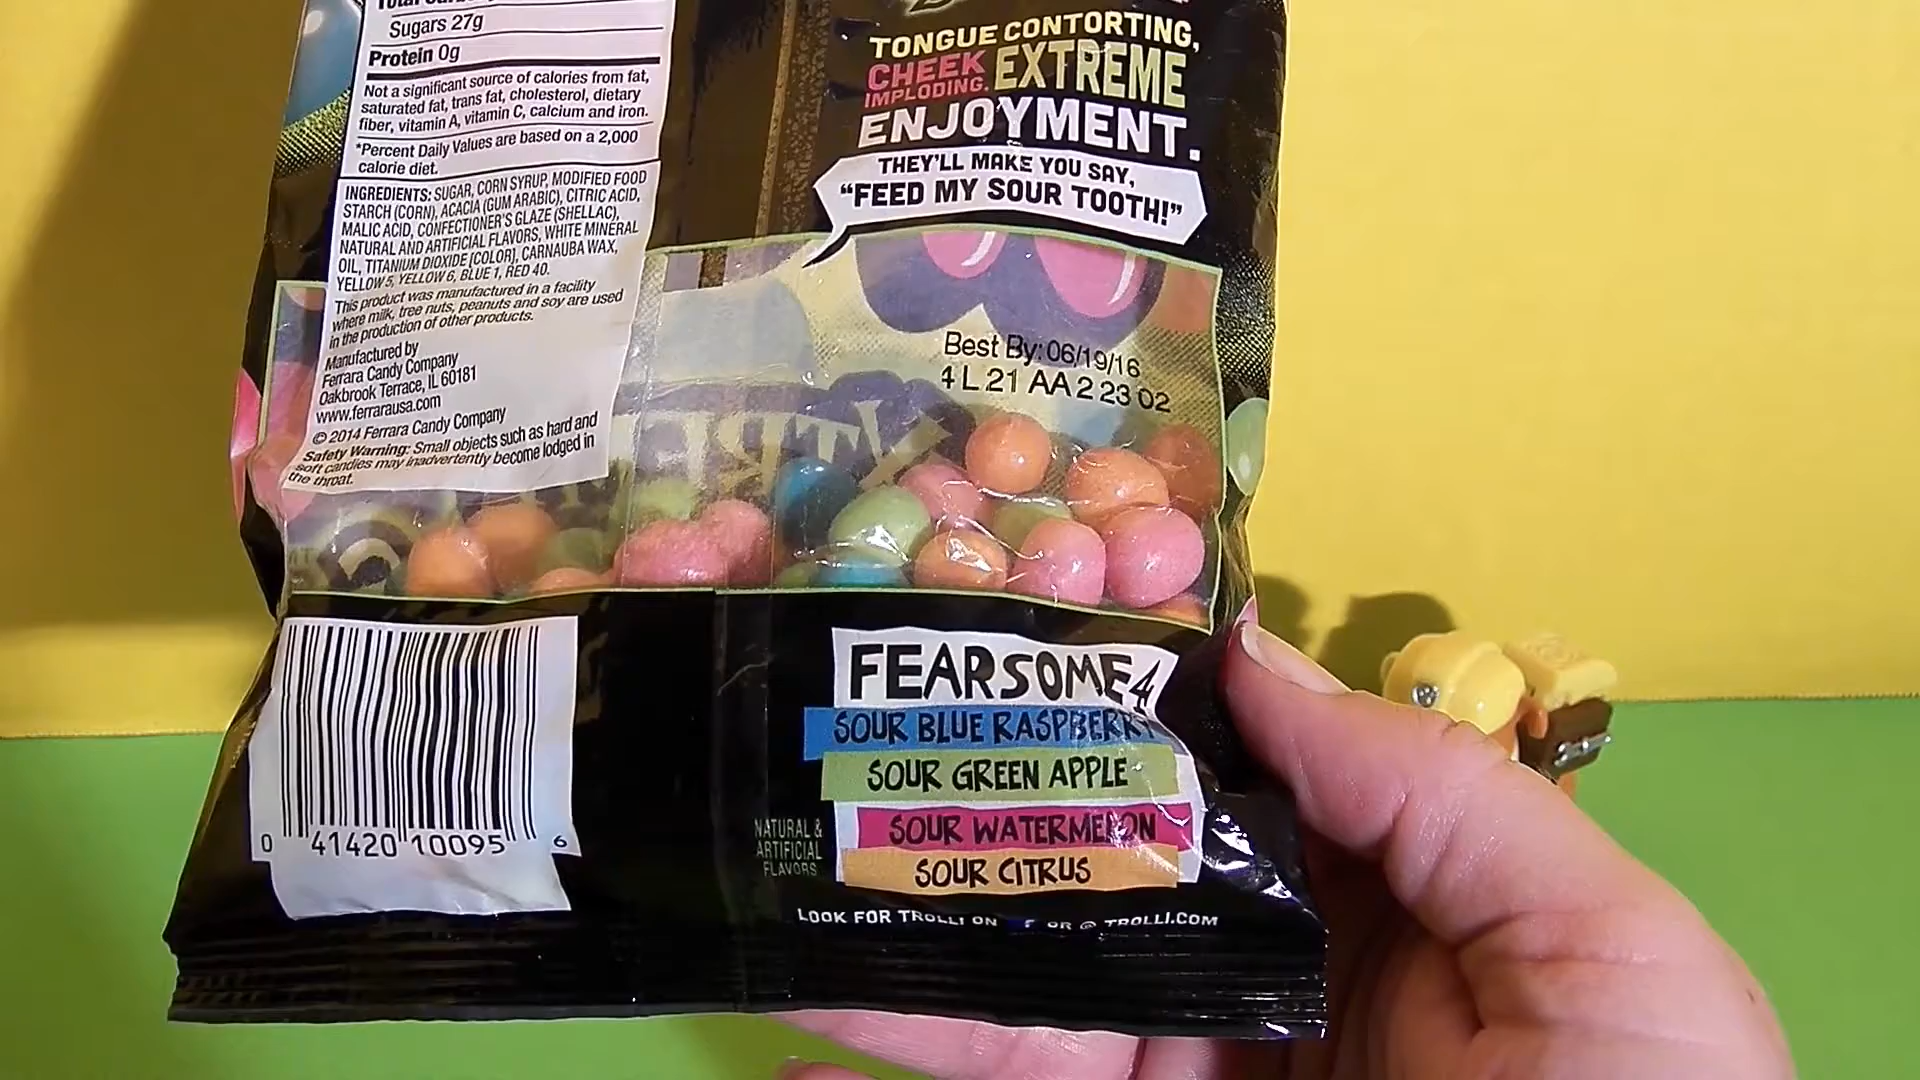 Sugars 27g
Protein 0g
Not a significant source of calories from fat,
saturated fat, trans fat, cholesterol, dietary
fiber, vitamin A, vitamin C, calcium and iron.
*Percent Daily Values are based on a 2,000
calorie diet.
INGREDIENTS: SUGAR, CORN SYRUP, MODIFIED FOOD
STARCH (CORN), ACACIA (GUM ARABIC), CITRIC ACID,
MALIC ACID, CONFECTIONER'S GLAZE (SHELLAC),
NATURAL AND ARTIFICIAL FLAVORS, WHITE MINERAL
OIL, TITANIUM DIOXIDE [COLOR], CARNAUBA WAX,
YELLOW 5, YELLOW 6, BLUE 1, RED 40.
This product was manufactured in a facility
where milk, tree nuts, peanuts and soy are used
in the production of other products.
Manufactured by
Ferrara Candy Company
Oakbrook Terrace, IL 60181
www.ferrarausa.com
© 2014 Ferrara Candy Company
Safety Warning: Small objects such as hard and
soft candies may inadvertently become lodged in
the throat.
0 41420 10095 6
TONGUE CONTORTING,
CHEEK
IMPLODING, EXTREME
ENJOYMENT.
THEY'LL MAKE YOU SAY,
"FEED MY SOUR TOOTH!"
Best By: 06/19/16
4 L 21 AA 2 23 02
FEARSOME 4
SOUR BLUE RASPBERRY
SOUR GREEN APPLE
SOUR WATERMELON
SOUR CITRUS
NATURAL &
ARTIFICIAL
FLAVORS
LOOK FOR TROLLI ON F OR @ TROLLI.COM